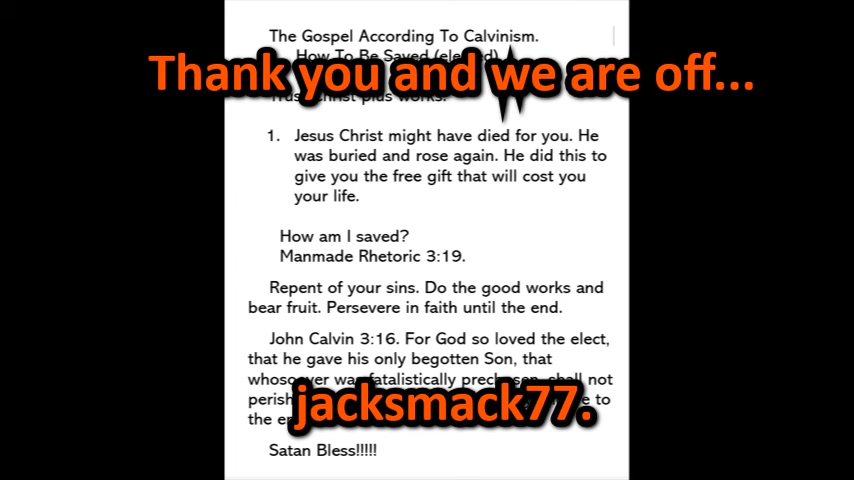 The Gospel According To Calvinism.
How To Be Saved
Thank you and we are off...
Christ plus works.
1. Jesus Christ might have died for you. He
was buried and rose again. He did this to
give you the free gift that will cost you
your life.
How am I saved?
Manmade Rhetoric 3:19.
Repent of your sins. Do the good works and
bear fruit. Persevere in faith until the end.
John Calvin 3:16. For God so loved the elect,
that he gave his only begotten Son, that
whosoever was fatalistically prechosen, shall not
perish
to
jacksmack77.
the
Satan Bless!!!!!